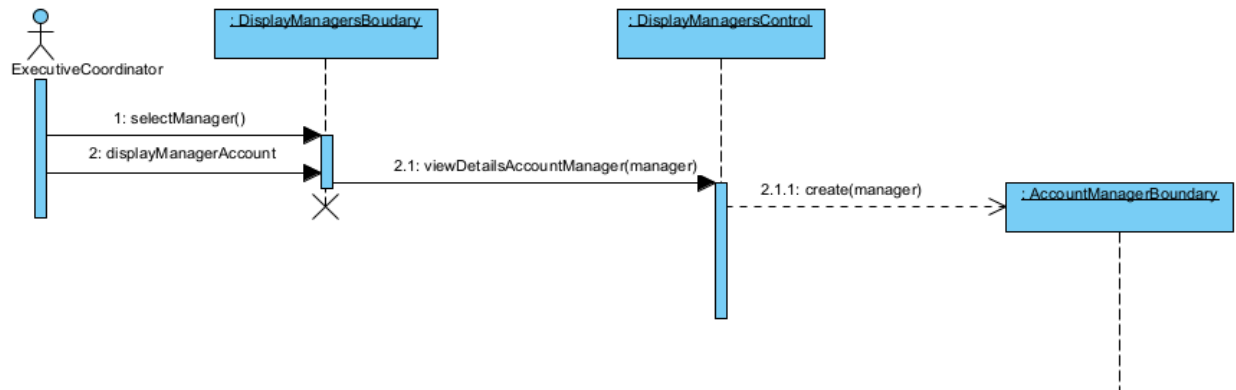 : DisplayManagersBoudary
: DisplayManagersControl
ExecutiveCoordinator
1: selectManager()
2: displayManagerAccount
2.1: viewDetailsAccountManager(manager)
2.1.1: create(manager)
: AccountManagerBoundary